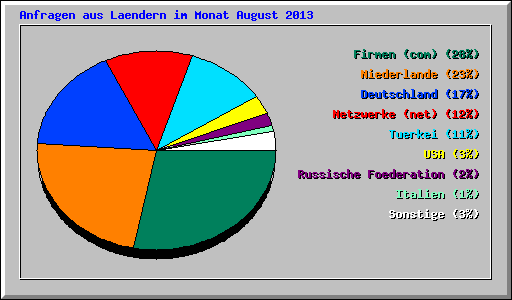 Anfragen aus Laendern im Monat August 2013
Firmen (com) (28%)
Niederlande (23%)
Deutschland (17%)
Netzwerke (net) (12%)
Tuerkei (11%)
USA (3%)
Russische Foederation (2%)
Italien (1%)
Sonstige (3%)